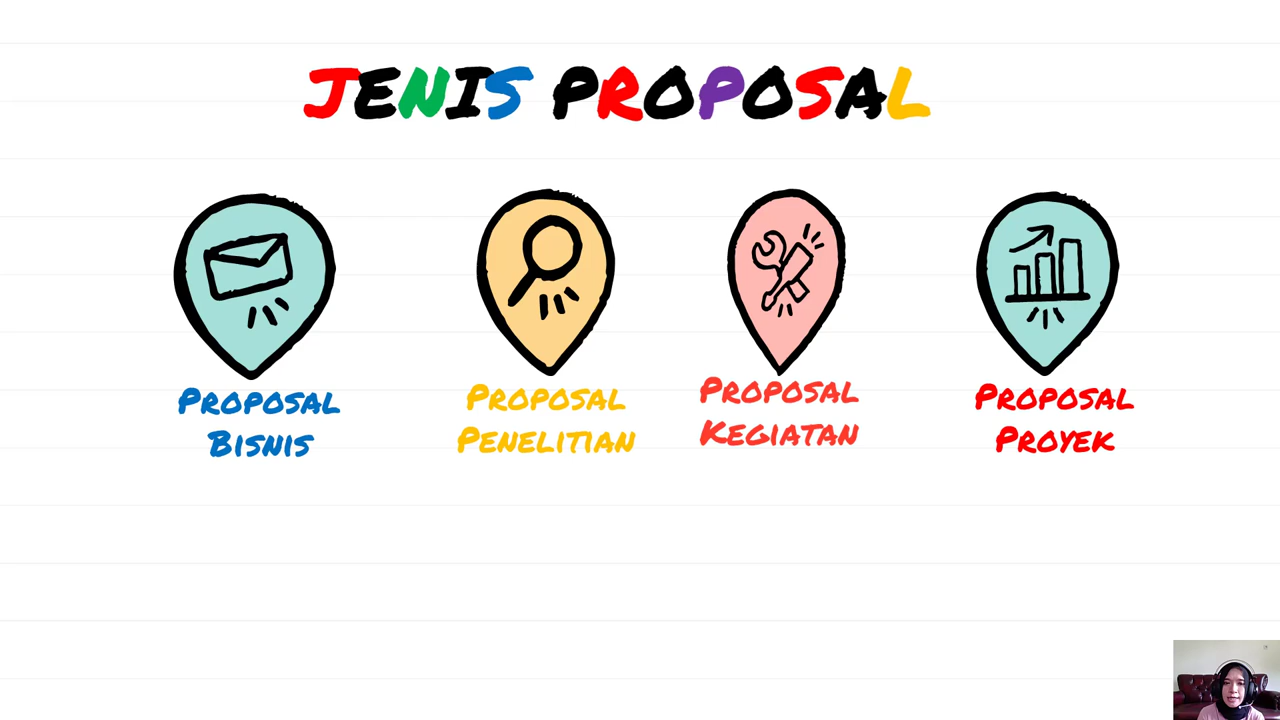 JENIS PROPOSAL
PROPOSAL
BISNIS
PROPOSAL
PENELITIAN
PROPOSAL
KEGIATAN
PROPOSAL
PROYEK